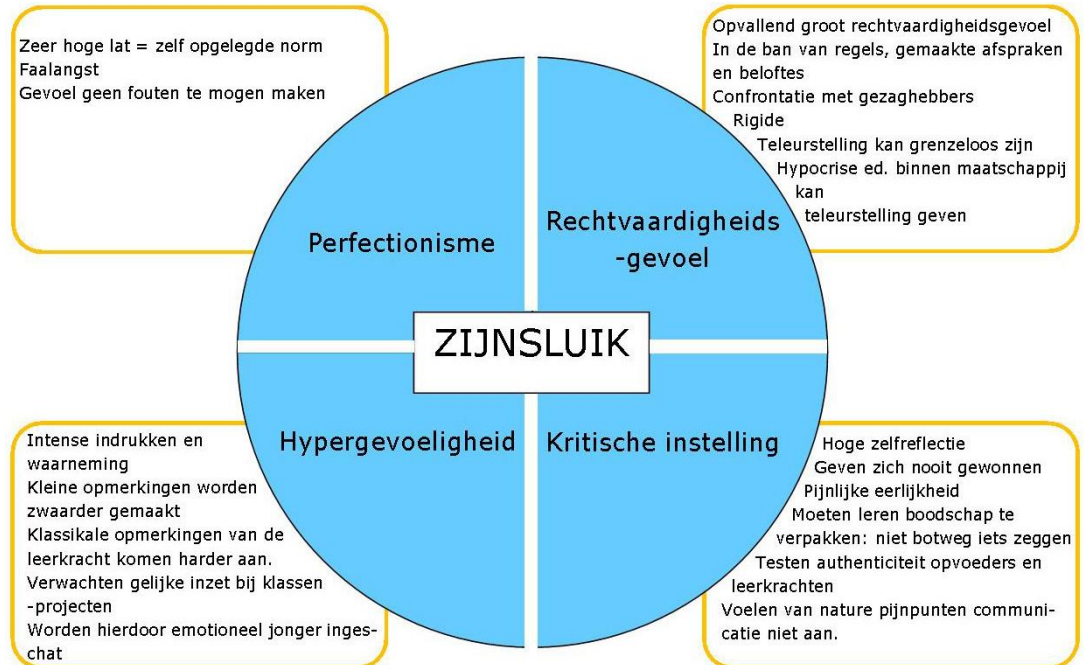 Zeer hoge lat = zelf opgelegde norm
Faalangst
Gevoel geen fouten te mogen maken
Opvallend groot rechtvaardigheidsgevoel
In de ban van regels, gemaakte afspraken
en beloftes
Confrontatie met gezaghebbers
Rigide
Teleurstelling kan grenzeloos zijn
Hypocrise ed. binnen maatschappij
kan
teleurstelling geven
Perfectionisme
Rechtvaardigheids
-gevoel
ZIJNSLUIK
Hypergevoeligheid
Kritische instelling
Intense indrukken en
waarneming
Kleine opmerkingen worden
zwaarder gemaakt
Klassikale opmerkingen van de
leerkracht komen harder aan.
Verwachten gelijke inzet bij klassen
-projecten
Worden hierdoor emotioneel jonger inges-
chat
Hoge zelfreflectie
Geven zich nooit gewonnen
Pijnlijke eerlijkheid
Moeten leren boodschap te
verpakken: niet botweg iets zeggen
Testen authenticiteit opvoeders en
leerkrachten
Voelen van nature pijnpunten communi-
catie niet aan.